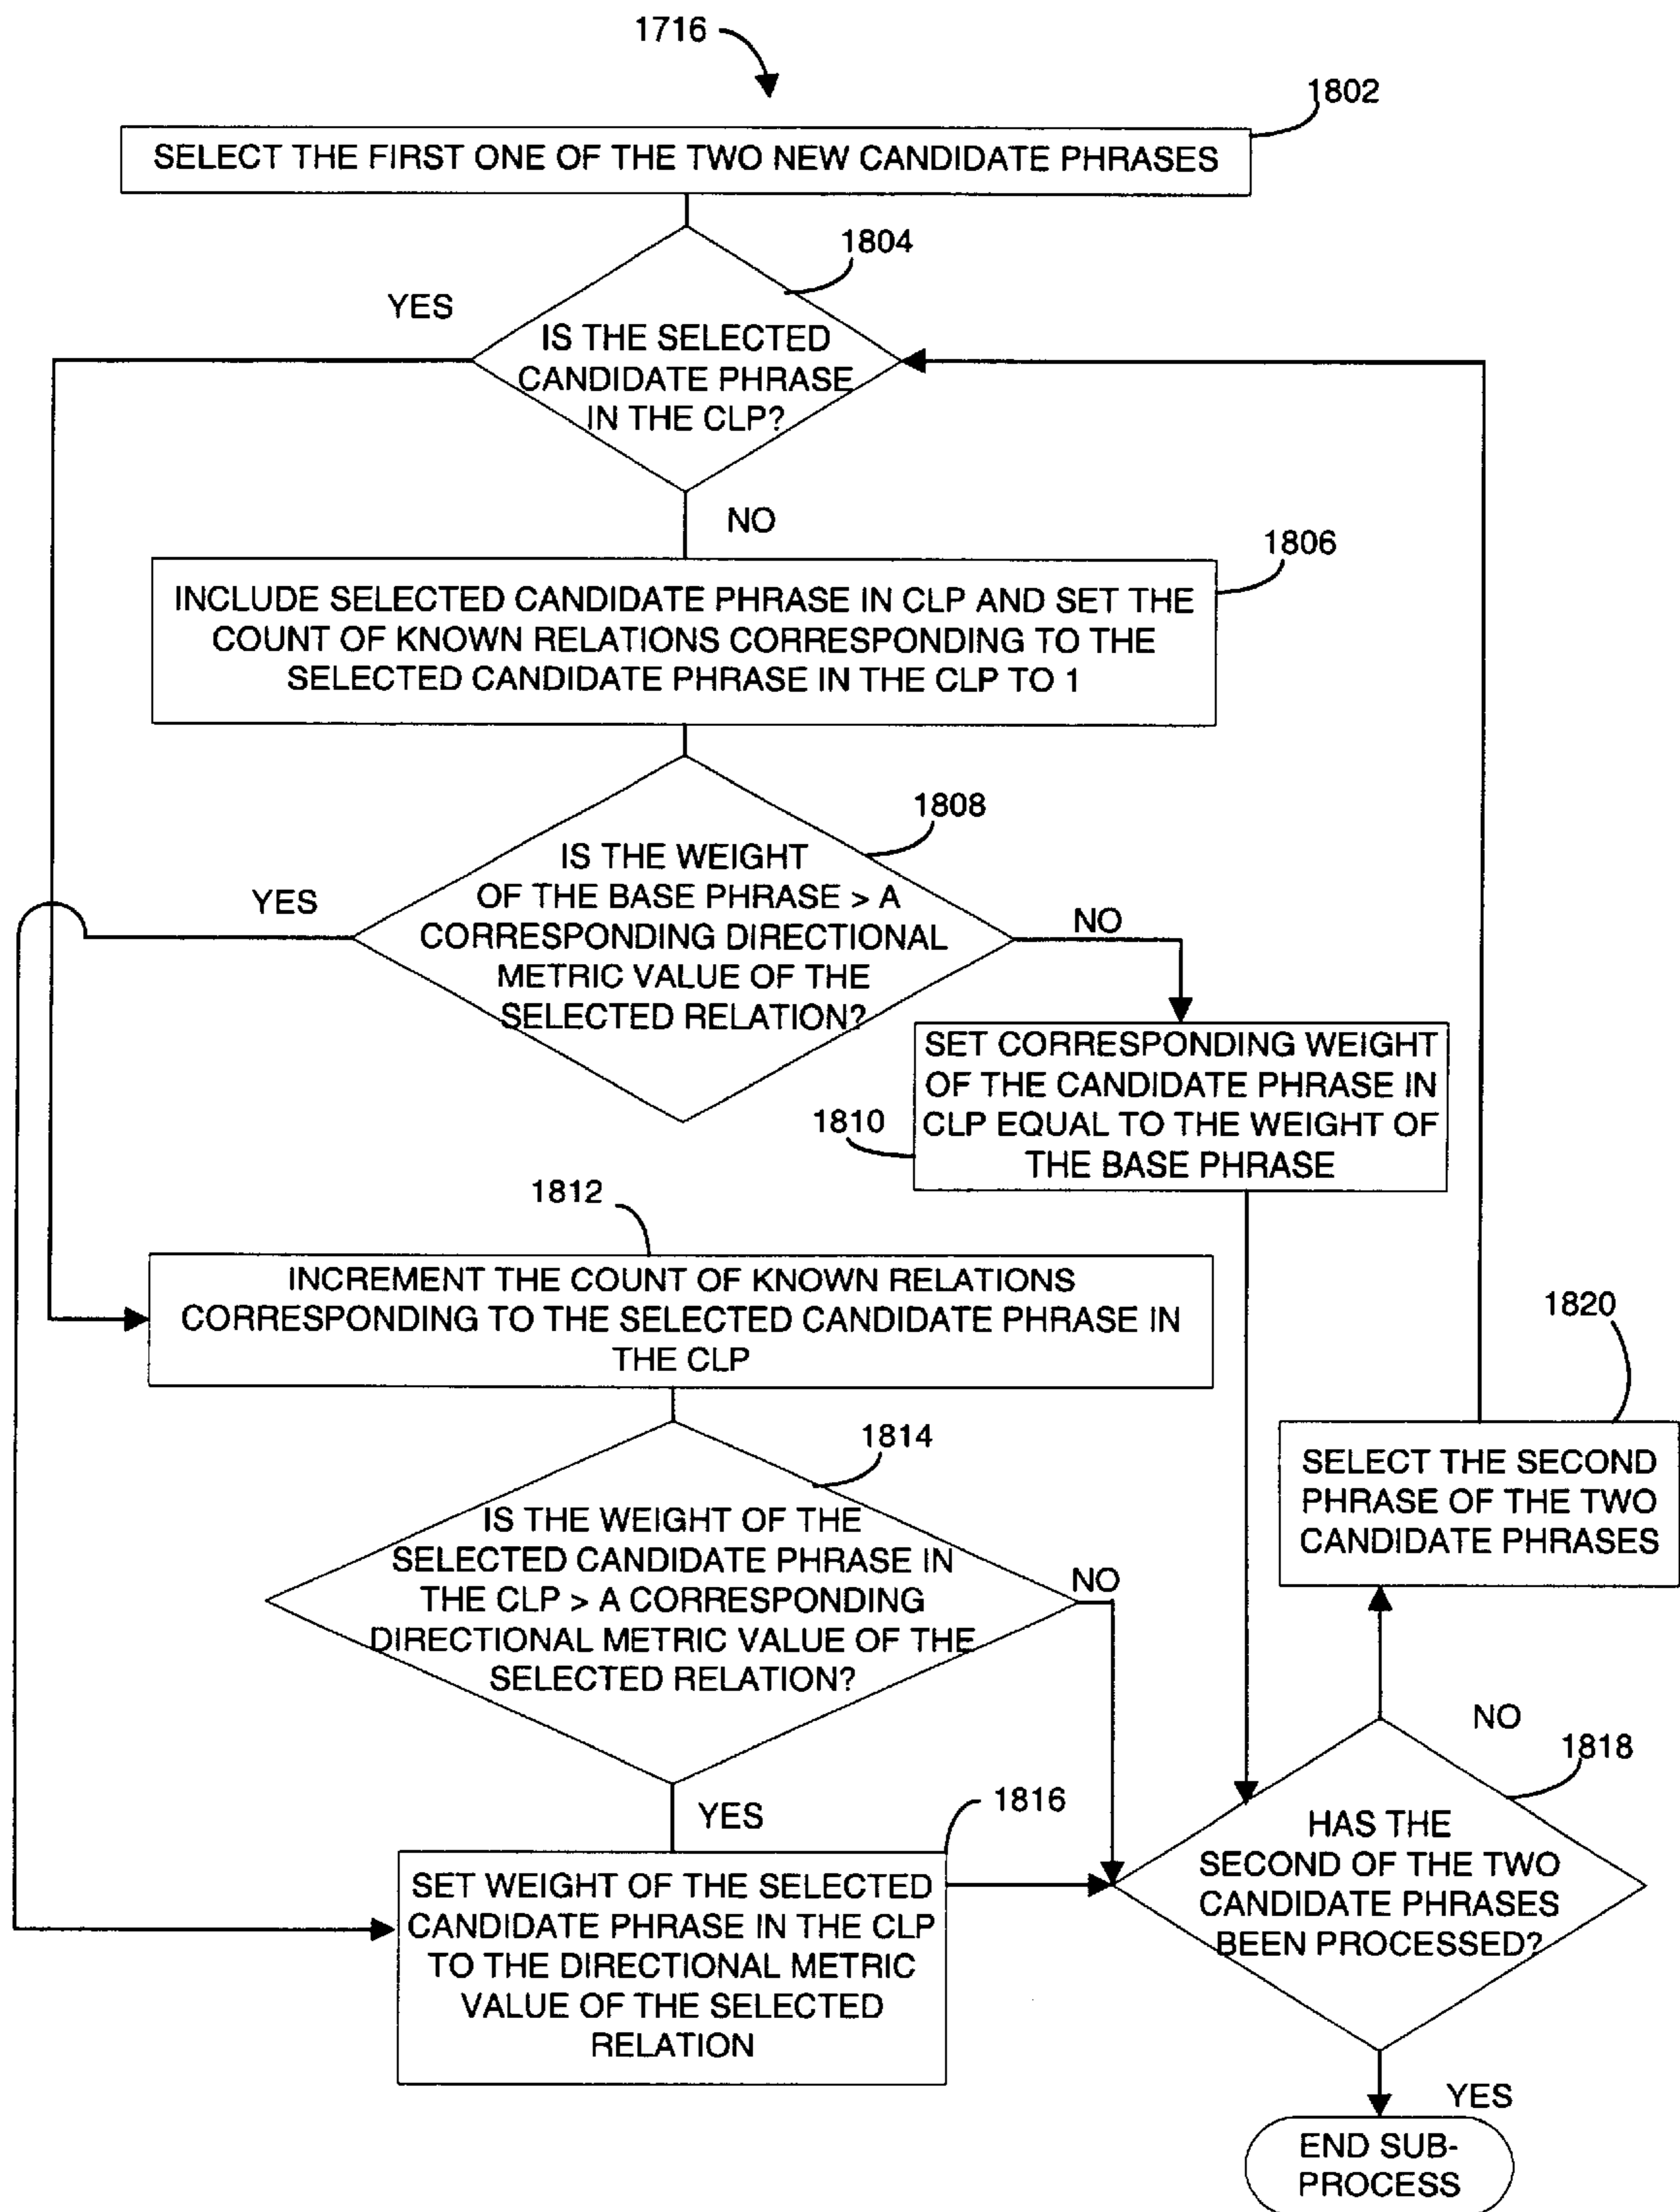 1716
1802
SELECT THE FIRST ONE OF THE TWO NEW CANDIDATE PHRASES
1804
YES
IS THE SELECTED
CANDIDATE PHRASE
IN THE CLP?
NO
1806
INCLUDE SELECTED CANDIDATE PHRASE IN CLP AND SET THE
COUNT OF KNOWN RELATIONS CORRESPONDING TO THE
SELECTED CANDIDATE PHRASE IN THE CLP TO 1
1808
YES
IS THE WEIGHT
OF THE BASE PHRASE > A
CORRESPONDING DIRECTIONAL
METRIC VALUE OF THE
SELECTED RELATION?
NO
1810
SET CORRESPONDING WEIGHT
OF THE CANDIDATE PHRASE IN
CLP EQUAL TO THE WEIGHT OF
THE BASE PHRASE
1812
INCREMENT THE COUNT OF KNOWN RELATIONS
CORRESPONDING TO THE SELECTED CANDIDATE PHRASE IN
THE CLP
1814
IS THE WEIGHT OF THE
SELECTED CANDIDATE PHRASE IN
THE CLP > A CORRESPONDING
DIRECTIONAL METRIC VALUE OF THE
SELECTED RELATION?
NO
YES
1816
SET WEIGHT OF THE SELECTED
CANDIDATE PHRASE IN THE CLP
TO THE DIRECTIONAL METRIC
VALUE OF THE SELECTED
RELATION
1820
SELECT THE SECOND
PHRASE OF THE TWO
CANDIDATE PHRASES
NO
1818
HAS THE
SECOND OF THE TWO
CANDIDATE PHRASES
BEEN PROCESSED?
YES
END SUB-
PROCESS